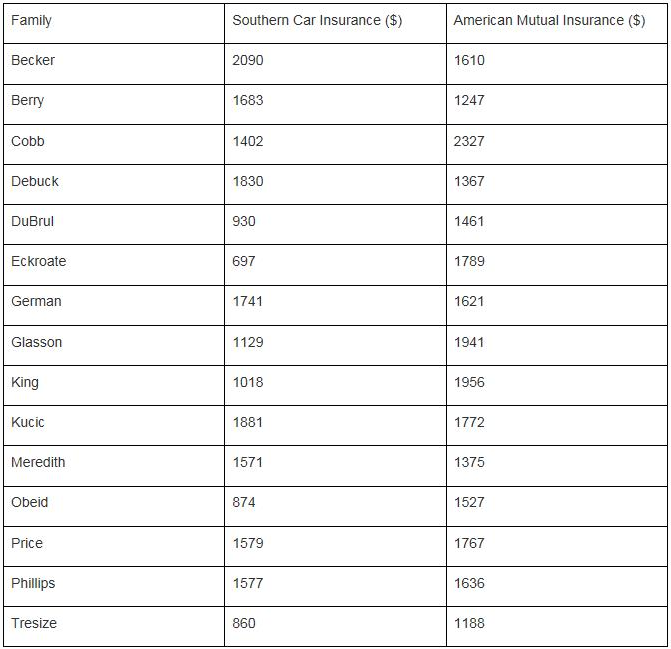 Family Southern Car Insurance ($) American Mutual Insurance ($)
Becker 2090 1610
Berry 1683 1247
Cobb 1402 2327
Debuck 1830 1367
DuBrul 930 1461
Eckroate 697 1789
German 1741 1621
Glasson 1129 1941
King 1018 1956
Kucic 1881 1772
Meredith 1571 1375
Obeid 874 1527
Price 1579 1767
Phillips 1577 1636
Tresize 860 1188